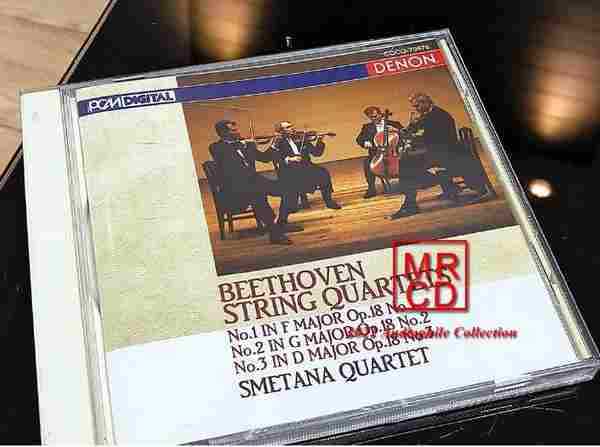 DENON
PCM DIGITAL
BEETHOVEN
STRING QUARTETS
No.1 IN F MAJOR Op.18 No.
No.2 IN G MAJOR Op.18 No.2
No.3 IN D MAJOR Op.18 No.3
SMETANA QUARTET
MR
CD
Audiophile Collection